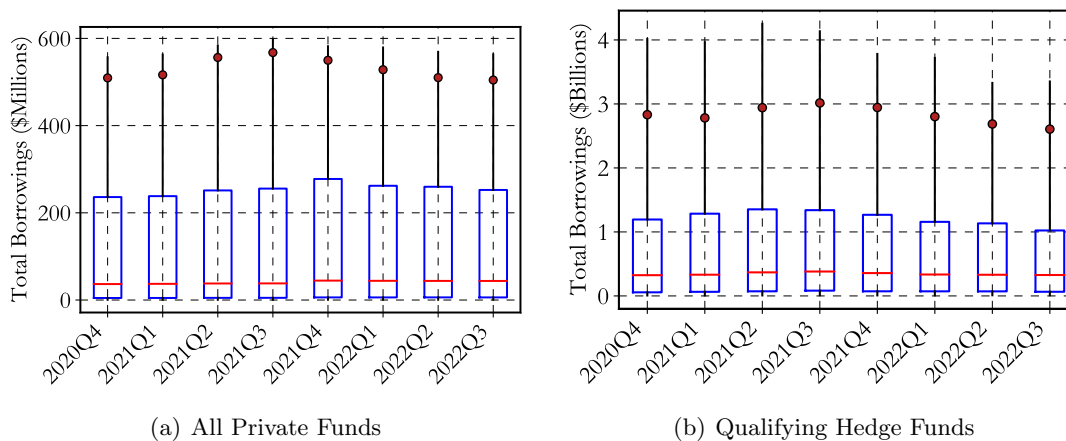 Total Borrowings ($Millions)
600
400
200
0
2020Q4
2021Q1
2021Q2
2021Q3
2021Q4
2022Q1
2022Q2
2022Q3
(a) All Private Funds
Total Borrowings ($Billions)
4
3
2
1
0
2020Q4
2021Q1
2021Q2
2021Q3
2021Q4
2022Q1
2022Q2
2022Q3
(b) Qualifying Hedge Funds